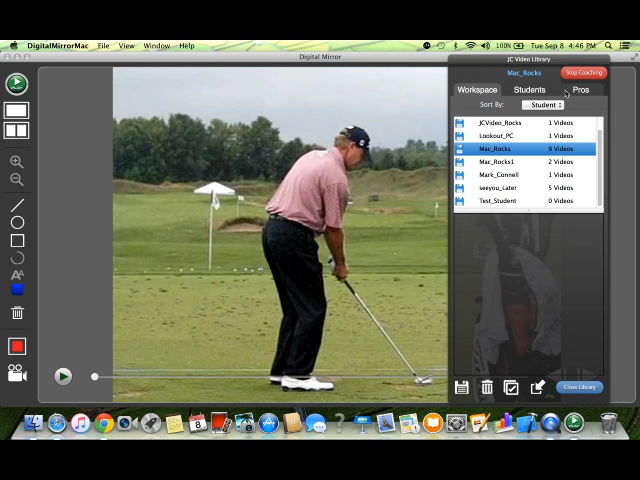 DigitalMirrorMac File View Window Help 100% Tue Sep 8 4:46 PM
Digital Mirror
JC Video Library
Mac_Rocks Stop Coaching
Workspace Students Pros
Sort By: Student
JCVideo_Rocks 1 Videos
Lookout_PC 1 Videos
Mac_Rocks 9 Videos
Mac_Rocks1 2 Videos
Mark_Connell 1 Videos
seeyou_Later 5 Videos
Test_Student 0 Videos
AA
Close Library
8